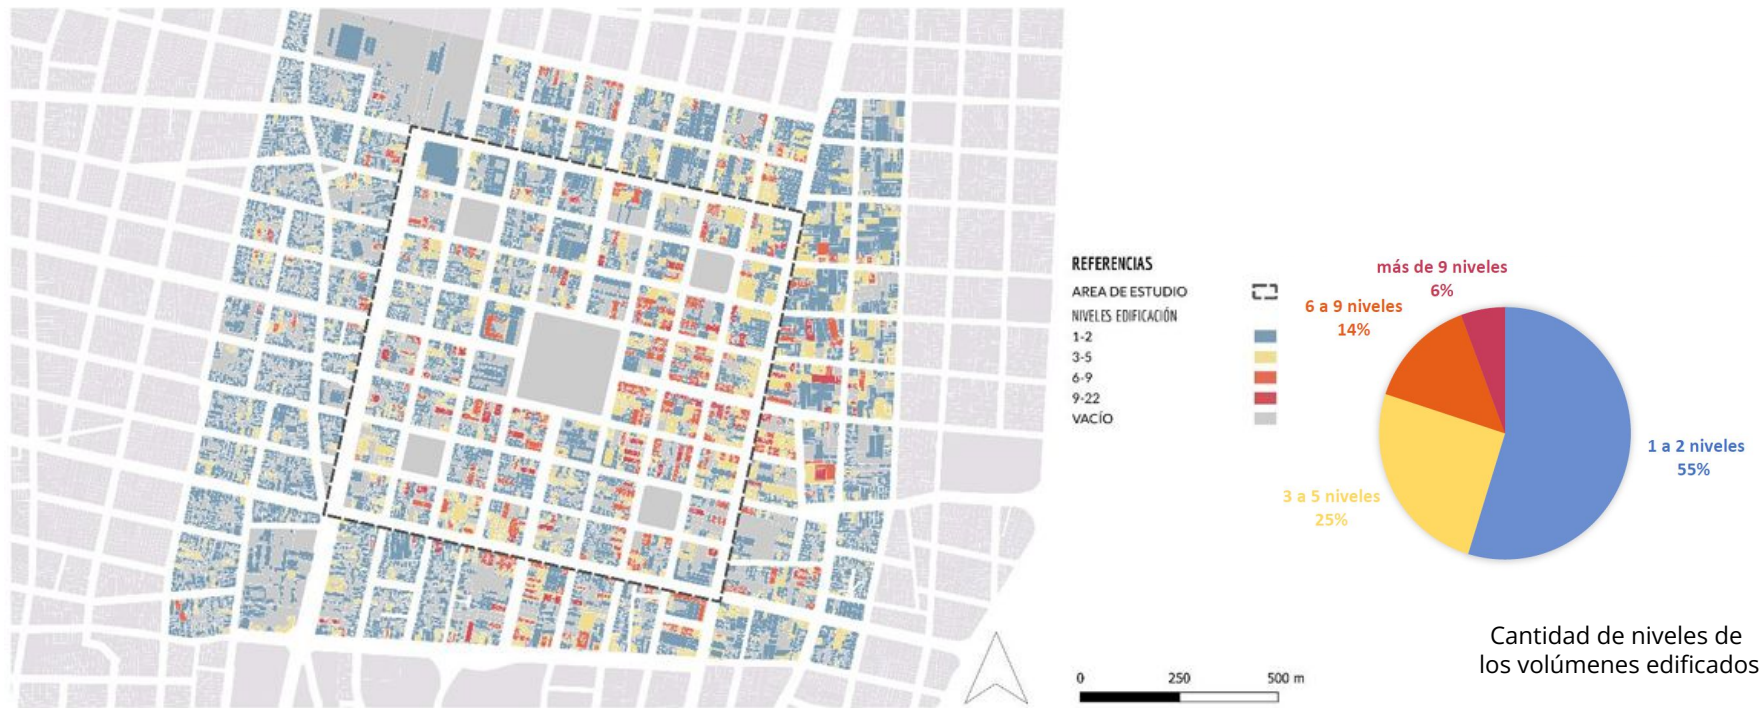 REFERENCIAS
AREA DE ESTUDIO
NIVELES EDIFICACIÓN
1-2
3-5
6-9
9-22
VACÍO
0 250 500 m
más de 9 niveles
6%
6 a 9 niveles
14%
1 a 2 niveles
55%
3 a 5 niveles
25%
Cantidad de niveles de
los volúmenes edificados